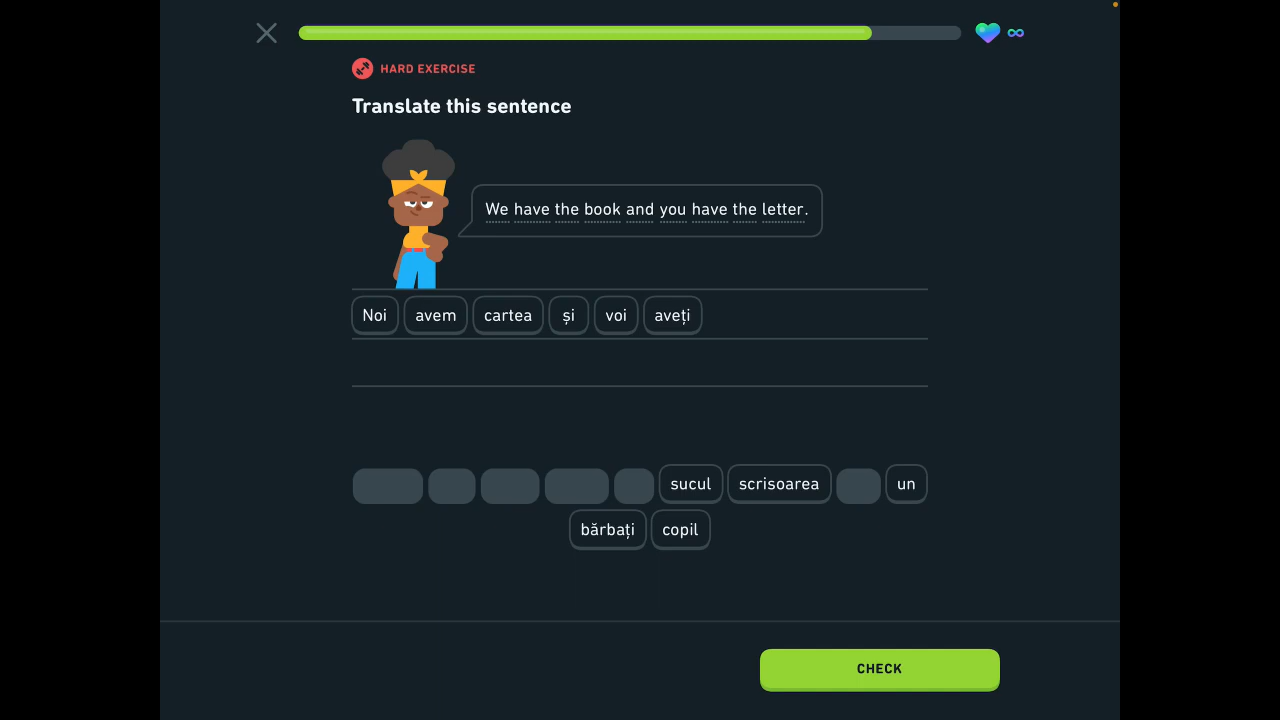 ∞
HARD EXERCISE
Translate this sentence
We have the book and you have the letter.
Noi avem cartea și voi aveți
sucul scrisoarea un
bărbați copil
CHECK